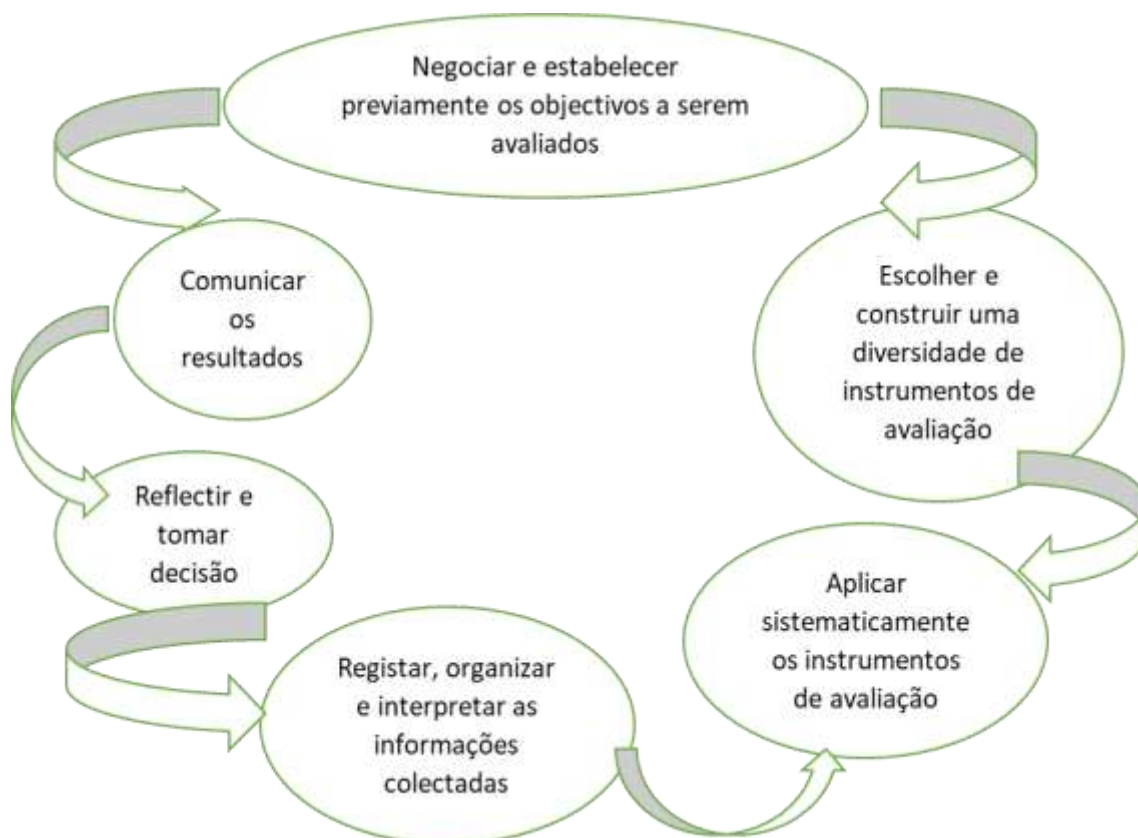 Negociar e estabelecer
previamente os objectivos a serem
avaliados
Comunicar
os
resultados
Escolher e
construir uma
diversidade de
instrumentos de
avaliação
Reflectir e
tomar
decisão
Aplicar
sistematicamente
os instrumentos
de avaliação
Registar, organizar
e interpretar as
informações
colectadas